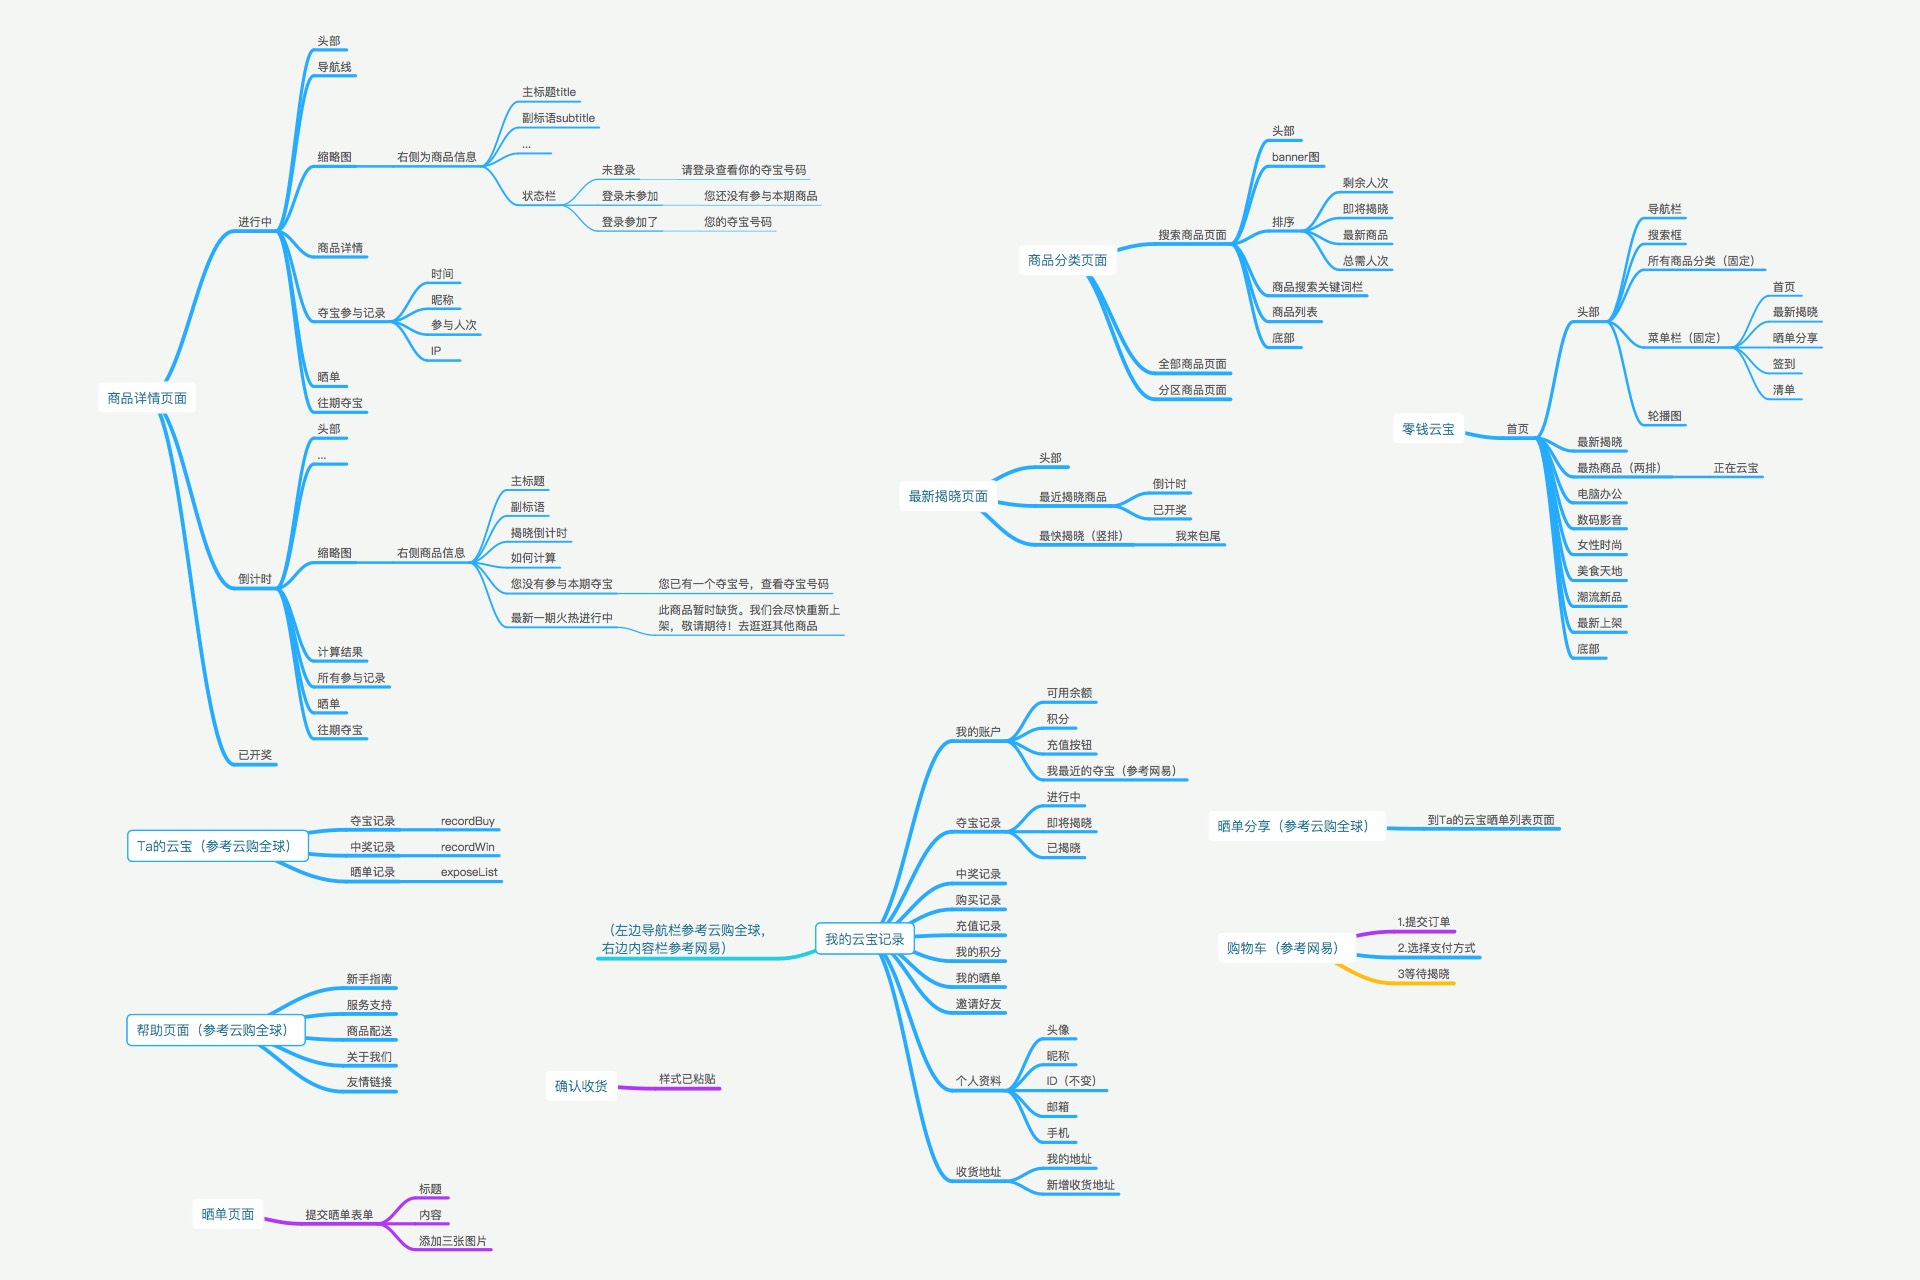 商品详情页面
进行中
头部
导航线
缩略图
右侧为商品信息
主标题title
副标语subtitle
...
状态栏
未登录
请登录查看你的夺宝号码
登录未参加
您还没有参与本期商品
登录参加了
您的夺宝号码
商品详情
夺宝参与记录
时间
昵称
参与人次
IP
晒单
往期夺宝
倒计时
头部
...
缩略图
右侧商品信息
主标题
副标语
揭晓倒计时
如何计算
您没有参与本期夺宝
您已有一个夺宝号，查看夺宝号码
最新一期火热进行中
此商品暂时缺货。我们会尽快重新上
架，敬请期待！去逛逛其他商品
计算结果
所有参与记录
晒单
往期夺宝
已开奖
商品分类页面
搜索商品页面
头部
banner图
排序
剩余人次
即将揭晓
最新商品
总需人次
商品搜索关键词栏
商品列表
底部
全部商品页面
分区商品页面
零钱云宝
首页
头部
导航栏
搜索框
所有商品分类（固定）
菜单栏（固定）
首页
最新揭晓
晒单分享
签到
清单
轮播图
最新揭晓
最热商品（两排）
正在云宝
电脑办公
数码影音
女性时尚
美食天地
潮流新品
最新上架
底部
最新揭晓页面
头部
最近揭晓商品
倒计时
已开奖
最快揭晓（竖排）
我来包尾
Ta的云宝（参考云购全球）
夺宝记录
recordBuy
中奖记录
recordWin
晒单记录
exposeList
（左边导航栏参考云购全球，
右边内容栏参考网易）
我的云宝记录
我的账户
可用余额
积分
充值按钮
我最近的夺宝（参考网易）
夺宝记录
进行中
即将揭晓
已揭晓
中奖记录
购买记录
充值记录
我的积分
我的晒单
邀请好友
个人资料
头像
昵称
ID（不变）
邮箱
手机
收货地址
我的地址
新增收货地址
晒单分享（参考云购全球）
到Ta的云宝晒单列表页面
购物车（参考网易）
1.提交订单
2.选择支付方式
3等待揭晓
帮助页面（参考云购全球）
新手指南
服务支持
商品配送
关于我们
友情链接
确认收货
样式已粘贴
晒单页面
提交晒单表单
标题
内容
添加三张图片